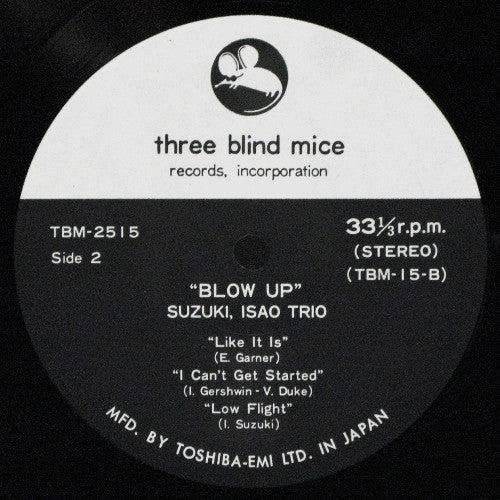 three blind mice
records, incorporation
TBM-2515
33⅓ r.p.m.
Side 2
(STEREO)
(TBM-15-B)
"BLOW UP"
SUZUKI, ISAO TRIO
"Like It Is"
(E. Garner)
"I Can't Get Started"
(I. Gershwin - V. Duke)
"Low Flight"
(I. Suzuki)
MFD. BY TOSHIBA-EMI LTD. IN JAPAN